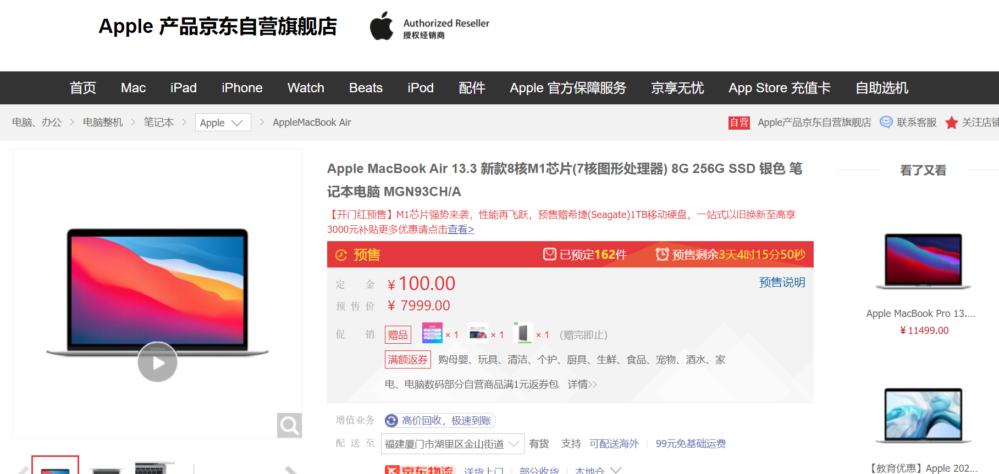 Apple 产品京东自营旗舰店
Authorized Reseller
授权经销商
首页 Mac iPad iPhone Watch Beats iPod 配件 Apple 官方保障服务 京享无忧 App Store 充值卡 自助选机
电脑、办公 > 电脑整机 > 笔记本 > Apple > AppleMacBook Air
自营 Apple产品京东自营旗舰店 联系客服 关注店铺
Apple MacBook Air 13.3 新款8核M1芯片(7核图形处理器) 8G 256G SSD 银色 笔
记本电脑 MGN93CH/A
【开门红预售】M1芯片强势来袭，性能再飞跃，预售赠希捷(Seagate)1TB移动硬盘，一站式以旧换新至高享
3000元补贴更多优惠请点击查看>
预售 已预定162件 预售剩余3天4时15分50秒
定金 ¥100.00 预售说明
预售价 ¥ 7999.00
促销 赠品 × 1 × 1 × 1 （赠完即止）
满额返券 购母婴、玩具、清洁、个护、厨具、生鲜、食品、宠物、酒水、家
电、电脑数码部分自营商品满1元返券包 详情>>
增值业务 高价回收，极速到账
配送至 福建厦门市湖里区金山街道 有货 支持 可配送海外 | 99元免基础运费
京东物流 送货上门 | 部分收货 | 本地仓
看了又看
Apple MacBook Pro 13....
¥ 11499.00
【教育优惠】Apple 202...